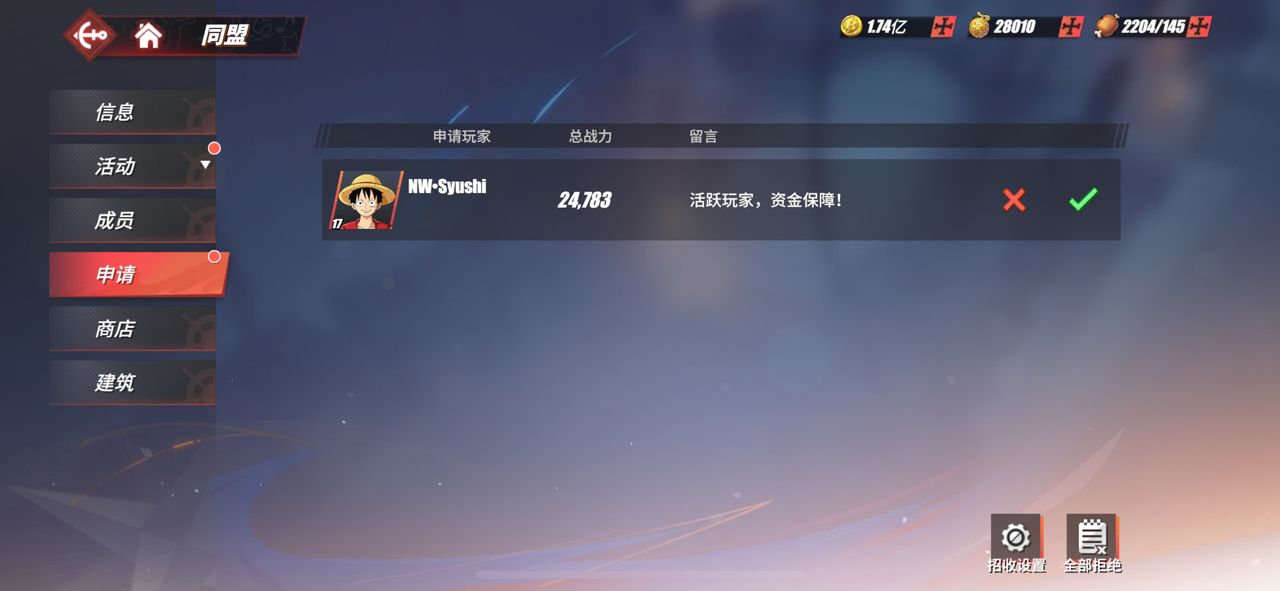 同盟
1.74亿
28010
2204/145
信息
活动
成员
申请
商店
建筑
申请玩家 总战力 留言
NW•Syushi
17
24,783
活跃玩家，资金保障！
招收设置
全部拒绝